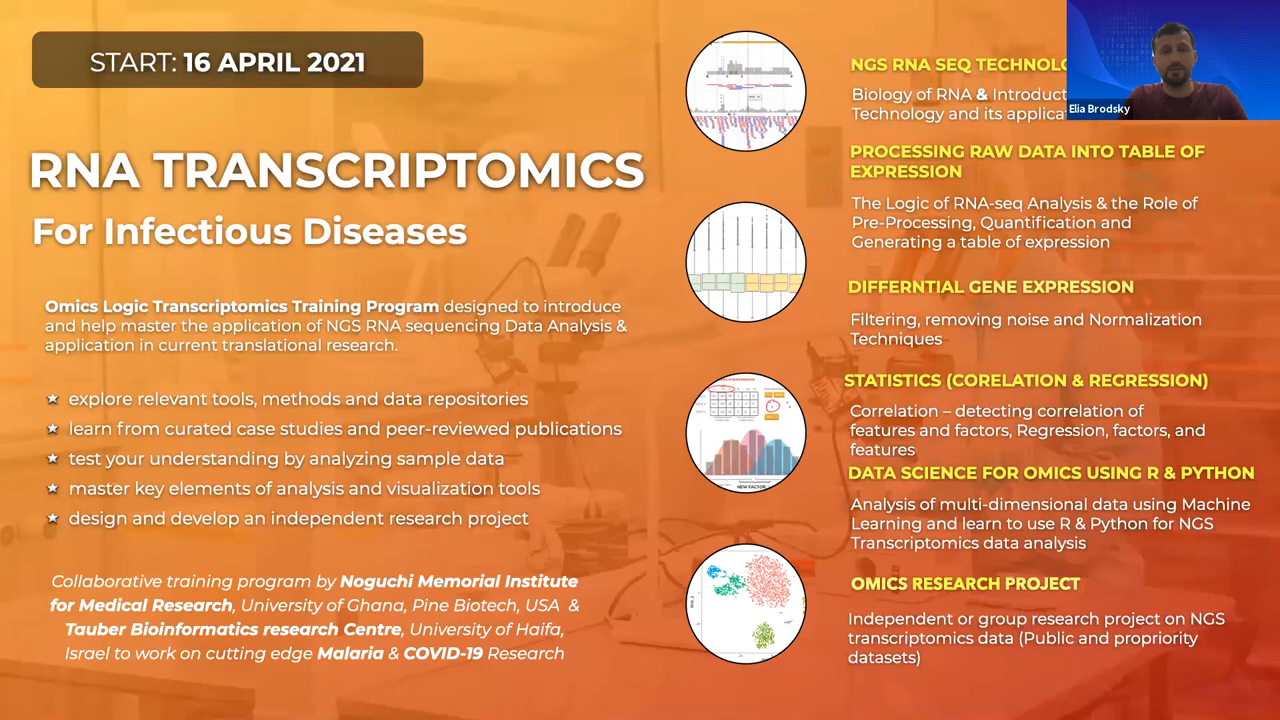 START: 16 APRIL 2021
RNA TRANSCRIPTOMICS
For Infectious Diseases
Omics Logic Transcriptomics Training Program designed to introduce
and help master the application of NGS RNA sequencing Data Analysis &
application in current translational research.
explore relevant tools, methods and data repositories
learn from curated case studies and peer-reviewed publications
test your understanding by analyzing sample data
master key elements of analysis and visualization tools
design and develop an independent research project
Collaborative training program by Noguchi Memorial Institute
for Medical Research, University of Ghana, Pine Biotech, USA &
Tauber Bioinformatics research Centre, University of Haifa,
Israel to work on cutting edge Malaria & COVID-19 Research
NGS RNA SEQ
Biology of RNA &
Technology and its
Elia Brodsky
PROCESSING RAW DATA INTO TABLE OF
EXPRESSION
The Logic of RNA-seq Analysis & the Role of
Pre-Processing, Quantification and
Generating a table of expression
DIFFERNTIAL GENE EXPRESSION
Filtering, removing noise and Normalization
Techniques
STATISTICS (CORELATION & REGRESSION)
Correlation – detecting correlation of
features and factors, Regression, factors, and
features
NEW FACTOR
DATA SCIENCE FOR OMICS USING R & PYTHON
Analysis of multi-dimensional data using Machine
Learning and learn to use R & Python for NGS
Transcriptomics data analysis
OMICS RESEARCH PROJECT
Independent or group research project on NGS
transcriptomics data (Public and propriority
datasets)